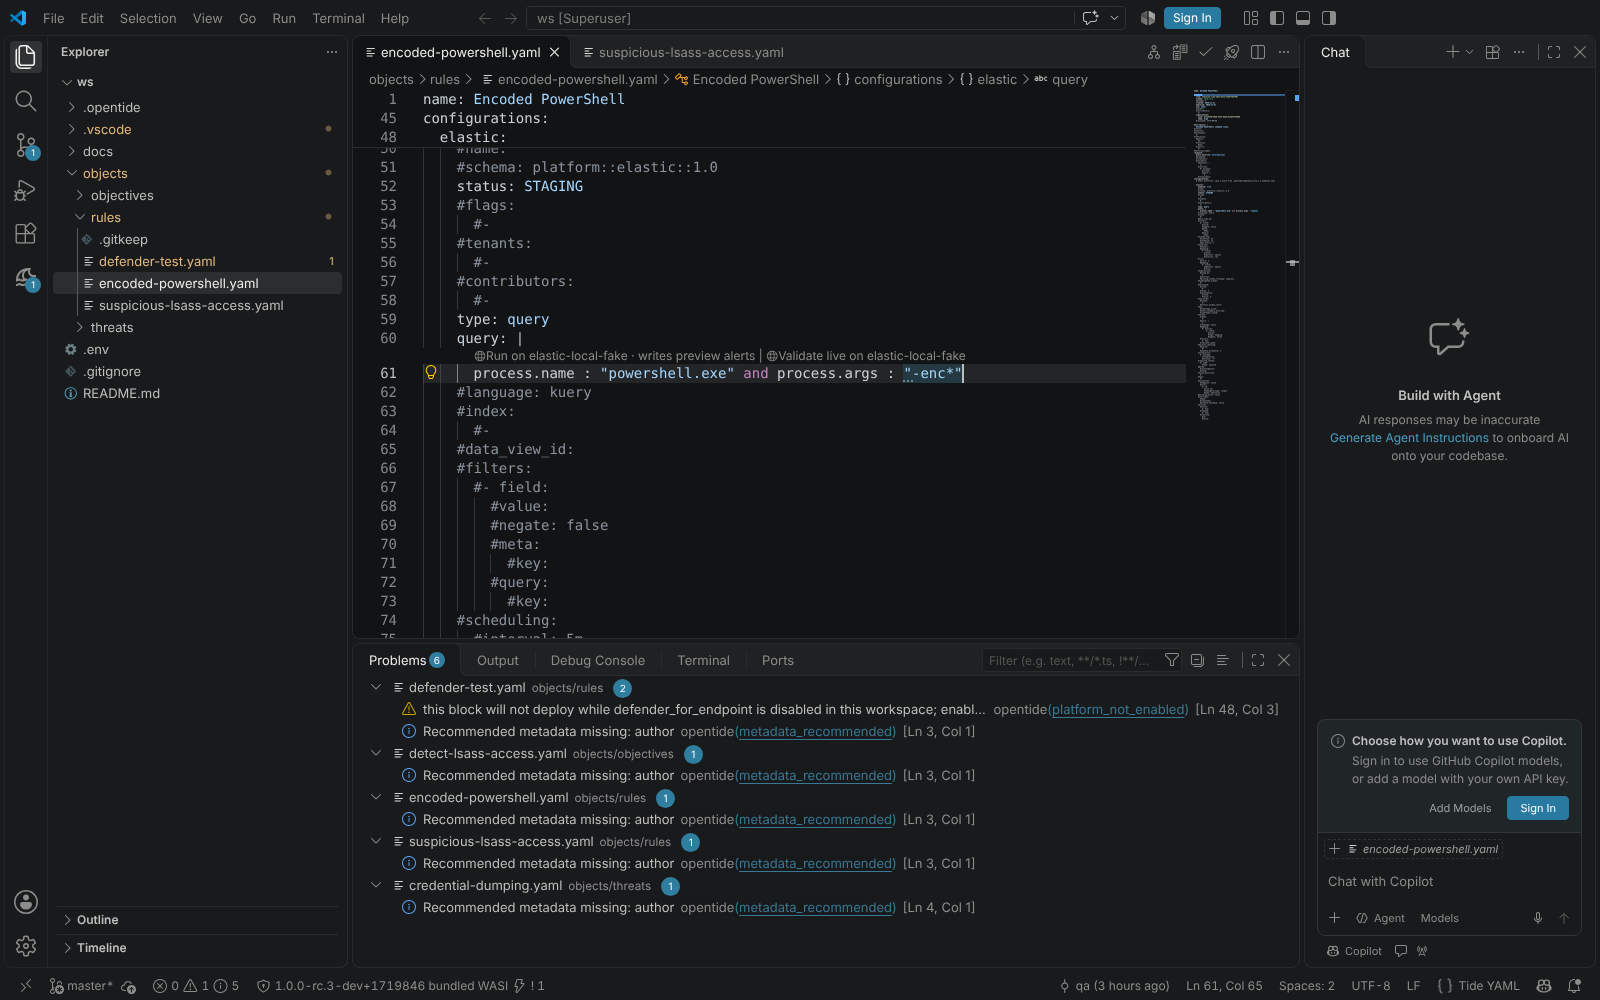 File Edit Selection View Go Run Terminal Help
ws [Superuser]
Sign In
Explorer
ws
.opentide
.vscode
docs
objects
objectives
rules
.gitkeep
defender-test.yaml 1
encoded-powershell.yaml
suspicious-lsass-access.yaml
threats
.env
.gitignore
README.md
Outline
Timeline
1
1
encoded-powershell.yaml
suspicious-lsass-access.yaml
objects > rules > encoded-powershell.yaml > Encoded PowerShell > {} configurations > {} elastic > abc query
1 name: Encoded PowerShell
45 configurations:
48 elastic:
50 #name:
51 #schema: platform::elastic::1.0
52 status: STAGING
53 #flags:
54 #-
55 #tenants:
56 #-
57 #contributors:
58 #-
59 type: query
60 query: |
Run on elastic-local-fake · writes preview alerts | Validate live on elastic-local-fake
61 process.name : "powershell.exe" and process.args : "-enc*"
62 #language: kuery
63 #index:
64 #-
65 #data_view_id:
66 #filters:
67 #- field:
68 #value:
69 #negate: false
70 #meta:
71 #key:
72 #query:
73 #key:
74 #scheduling:
75 #interval: 5m
Problems 6 Output Debug Console Terminal Ports
Filter (e.g. text, **/*.ts, !**/...
defender-test.yaml objects/rules 2
this block will not deploy while defender_for_endpoint is disabled in this workspace; enabl... opentide(platform_not_enabled) [Ln 48, Col 3]
Recommended metadata missing: author opentide(metadata_recommended) [Ln 3, Col 1]
detect-lsass-access.yaml objects/objectives 1
Recommended metadata missing: author opentide(metadata_recommended) [Ln 3, Col 1]
encoded-powershell.yaml objects/rules 1
Recommended metadata missing: author opentide(metadata_recommended) [Ln 3, Col 1]
suspicious-lsass-access.yaml objects/rules 1
Recommended metadata missing: author opentide(metadata_recommended) [Ln 3, Col 1]
credential-dumping.yaml objects/threats 1
Recommended metadata missing: author opentide(metadata_recommended) [Ln 4, Col 1]
Chat
Build with Agent
AI responses may be inaccurate
Generate Agent Instructions to onboard AI
onto your codebase.
Choose how you want to use Copilot.
Sign in to use GitHub Copilot models,
or add a model with your own API key.
Add Models Sign In
encoded-powershell.yaml
Chat with Copilot
Agent Models
Copilot
master* 0 1 5 1.0.0-rc.3-dev+1719846 bundled WASI ! 1
qa (3 hours ago) Ln 61, Col 65 Spaces: 2 UTF-8 LF {} Tide YAML